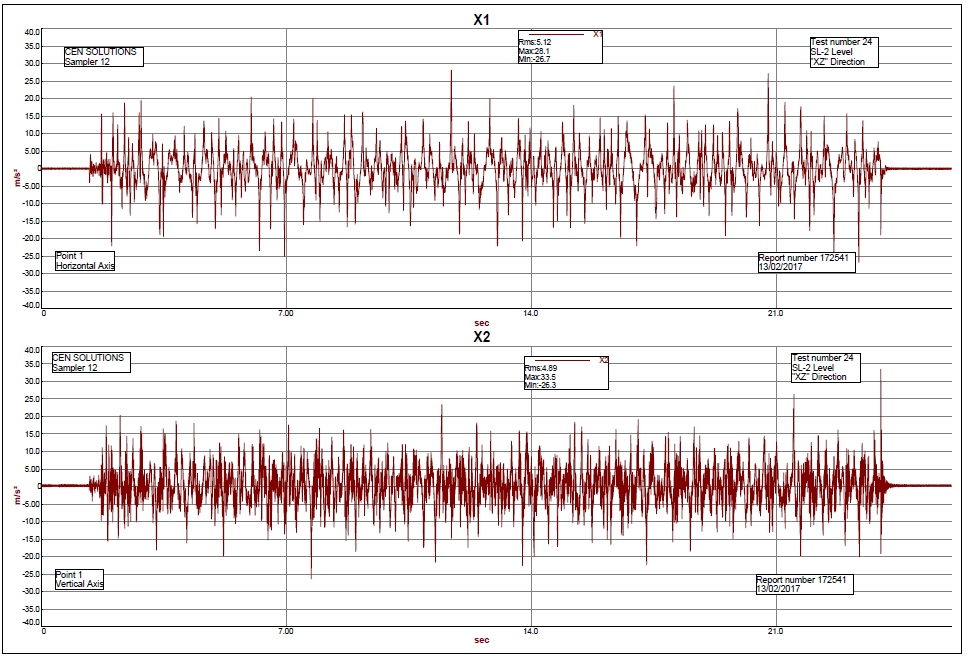 X1
40.0
35.0
30.0
25.0
20.0
15.0
10.0
5.00
0
-5.00
-10.0
-15.0
-20.0
-25.0
-30.0
-35.0
-40.0
m/s²
CEN SOLUTIONS
Sampler 12
X1
Rms:5.12
Max:28.1
Min:-26.7
Test number 24
SL-2 Level
"XZ" Direction
Point 1
Horizontal Axis
Report number 172541
13/02/2017
0 7.00 14.0 21.0
sec
X2
40.0
35.0
30.0
25.0
20.0
15.0
10.0
5.00
0
-5.00
-10.0
-15.0
-20.0
-25.0
-30.0
-35.0
-40.0
m/s²
CEN SOLUTIONS
Sampler 12
X2
Rms:4.89
Max:33.5
Min:-26.3
Test number 24
SL-2 Level
"XZ" Direction
Point 1
Vertical Axis
Report number 172541
13/02/2017
0 7.00 14.0 21.0
sec